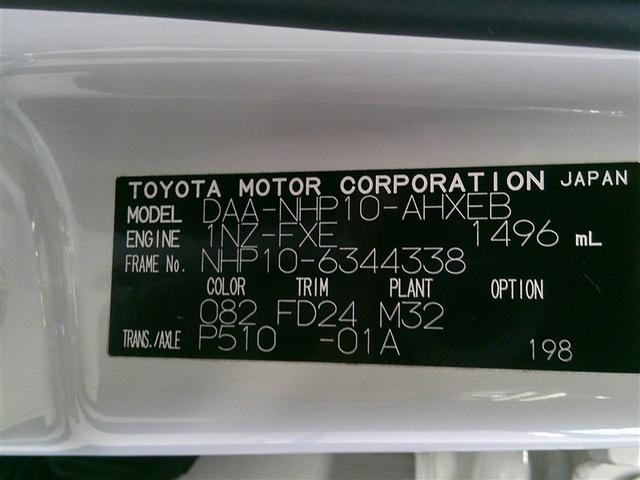 TOYOTA MOTOR CORPORATION JAPAN
MODEL DAA-NHP10-AHXEB
ENGINE 1NZ-FXE 1496 mL
FRAME No. NHP10-6344338
COLOR TRIM PLANT OPTION
082 FD24 M32
TRANS./AXLE P510 -01A 198